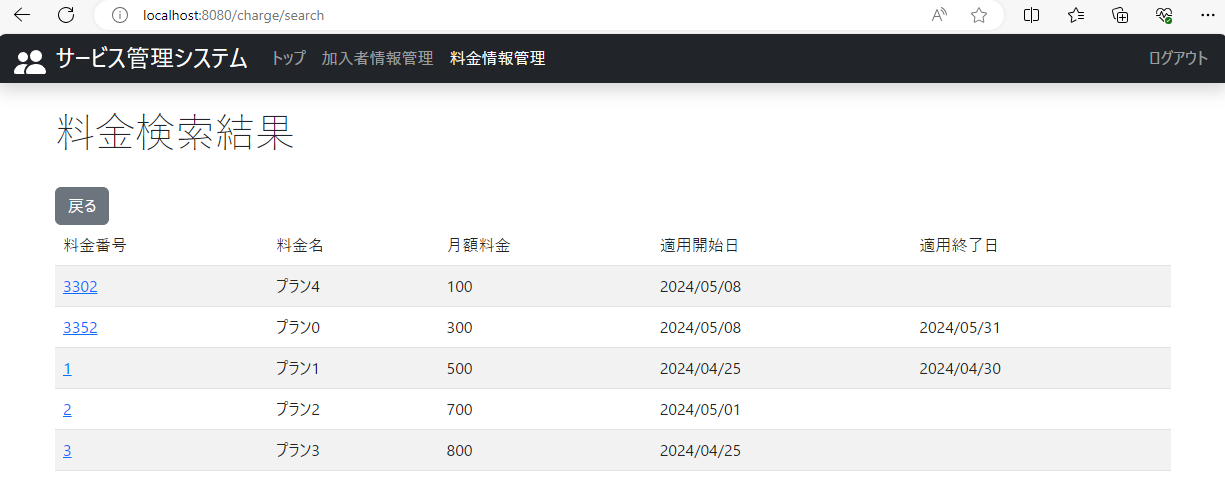 localhost:8080/charge/search
サービス管理システム トップ 加入者情報管理 料金情報管理 ログアウト
料金検索結果
戻る
料金番号 料金名 月額料金 適用開始日 適用終了日
3302 プラン4 100 2024/05/08
3352 プラン0 300 2024/05/08 2024/05/31
1 プラン1 500 2024/04/25 2024/04/30
2 プラン2 700 2024/05/01
3 プラン3 800 2024/04/25